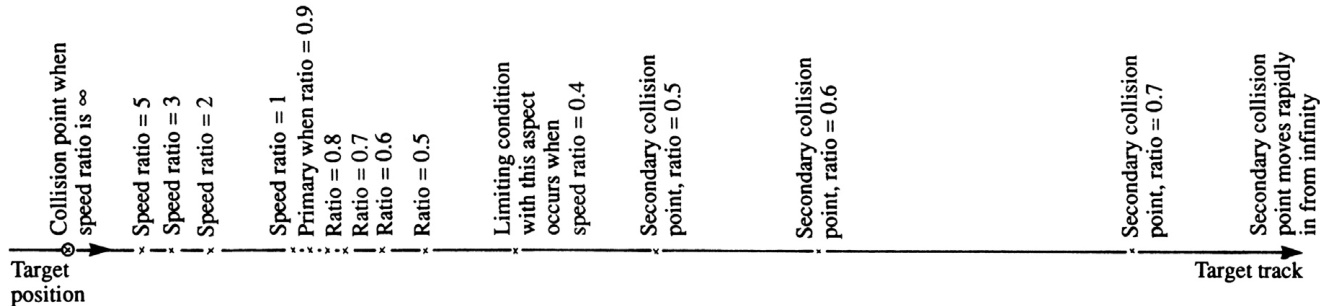 Collision point when
speed ratio is ∞
Speed ratio = 5
Speed ratio = 3
Speed ratio = 2
Speed ratio = 1
Primary when ratio = 0.9
Ratio = 0.8
Ratio = 0.7
Ratio = 0.6
Ratio = 0.5
Limiting condition
with this aspect
occurs when
speed ratio = 0.4
Secondary collision
point, ratio = 0.5
Secondary collision
point, ratio = 0.6
Secondary collision
point, ratio = 0.7
Secondary collision
point moves rapidly
in from infinity
Target
position
Target track